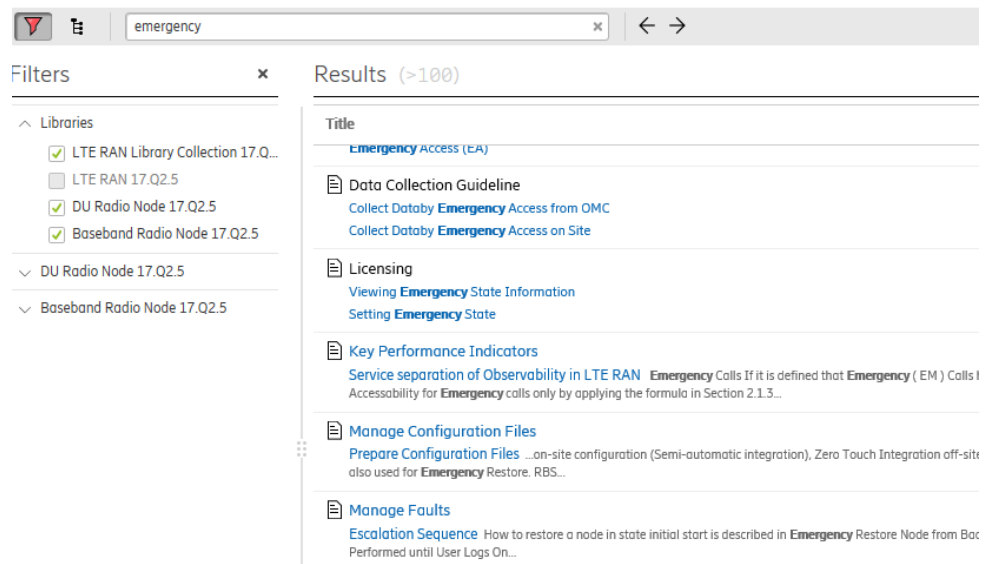 emergency
Filters
Results (>100)
Libraries
LTE RAN Library Collection 17.Q...
LTE RAN 17.Q2.5
DU Radio Node 17.Q2.5
Baseband Radio Node 17.Q2.5
DU Radio Node 17.Q2.5
Baseband Radio Node 17.Q2.5
Title
Emergency Access (EA)
Data Collection Guideline
Collect Databy Emergency Access from OMC
Collect Databy Emergency Access on Site
Licensing
Viewing Emergency State Information
Setting Emergency State
Key Performance Indicators
Service separation of Observability in LTE RAN Emergency Calls If it is defined that Emergency ( EM ) Calls
Accessability for Emergency calls only by applying the formula in Section 2.1.3...
Manage Configuration Files
Prepare Configuration Files ...on-site configuration (Semi-automatic integration), Zero Touch Integration off-site
also used for Emergency Restore. RBS...
Manage Faults
Escalation Sequence How to restore a node in state initial start is described in Emergency Restore Node from
Performed until User Logs On...